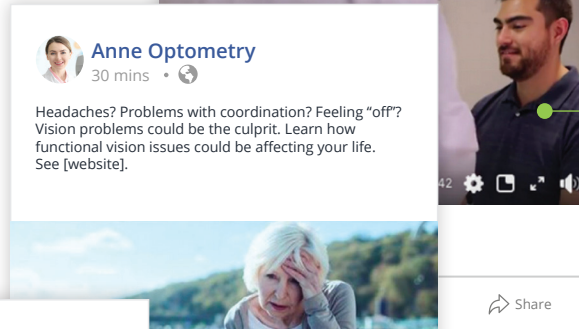 Anne Optometry
30 mins •
Headaches? Problems with coordination? Feeling “off”?
Vision problems could be the culprit. Learn how
functional vision issues could be affecting your life.
See [website].
42
Share